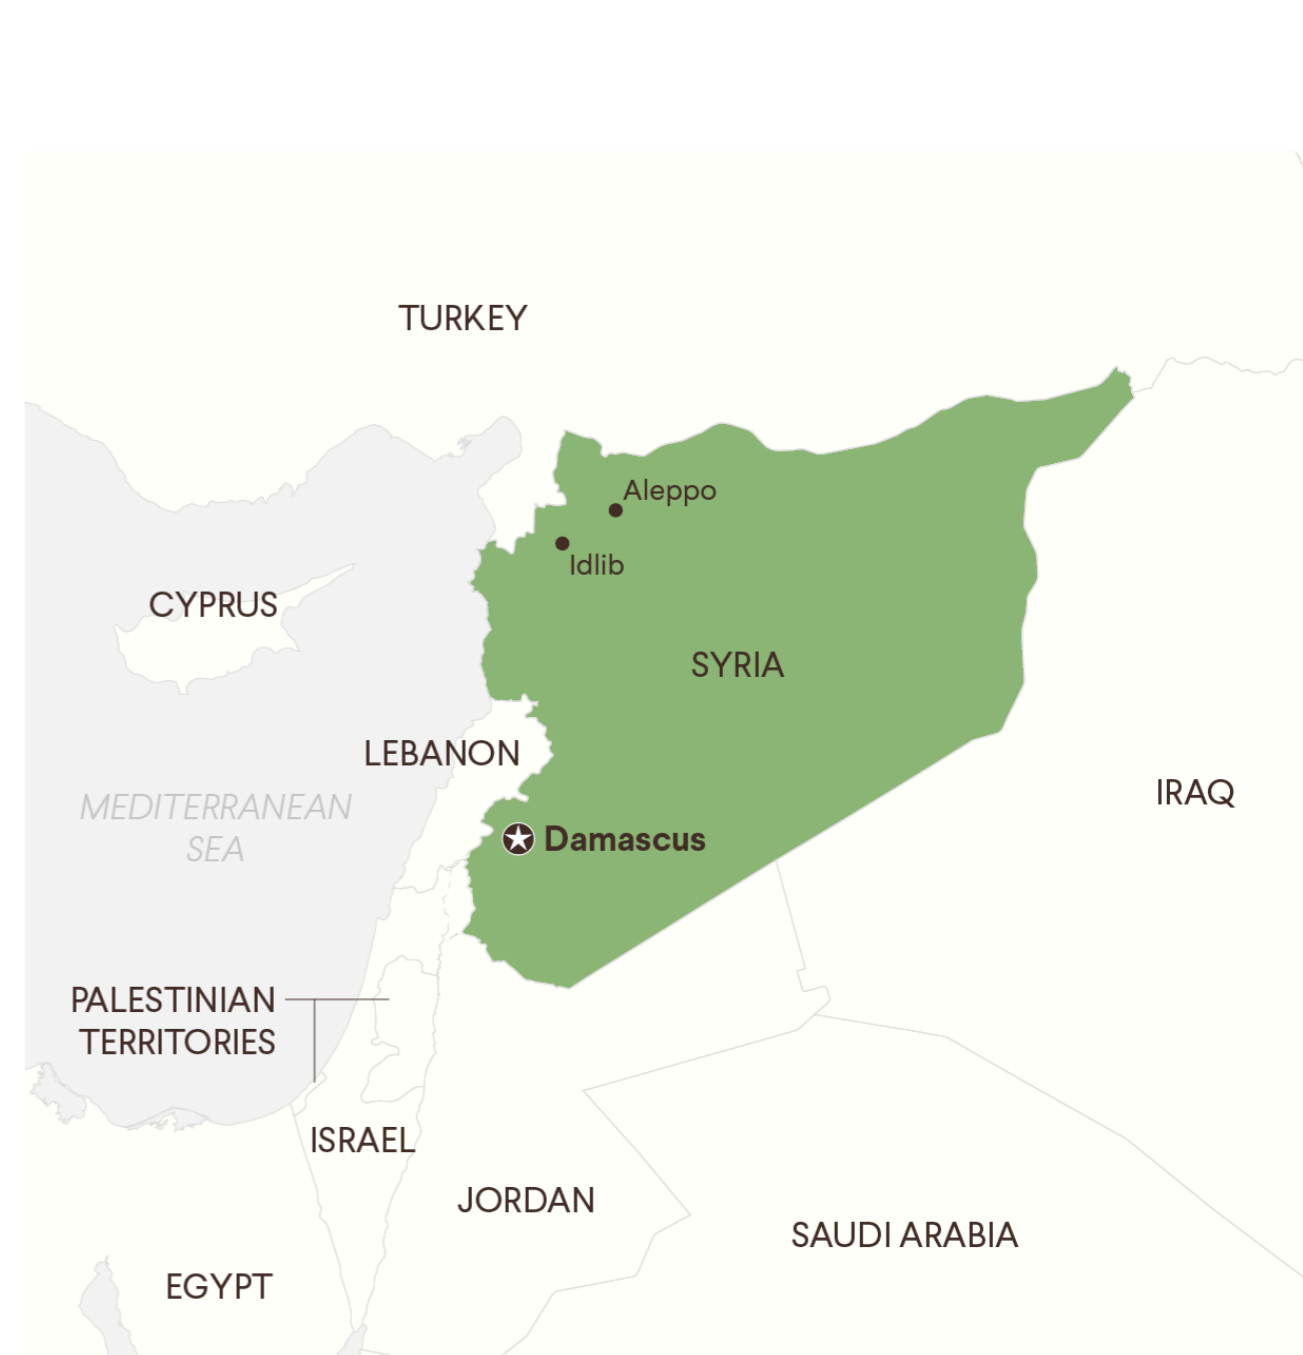 TURKEY
Aleppo
Idlib
CYPRUS
SYRIA
LEBANON
MEDITERRANEAN
SEA
IRAQ
Damascus
PALESTINIAN
TERRITORIES
ISRAEL
JORDAN
SAUDI ARABIA
EGYPT